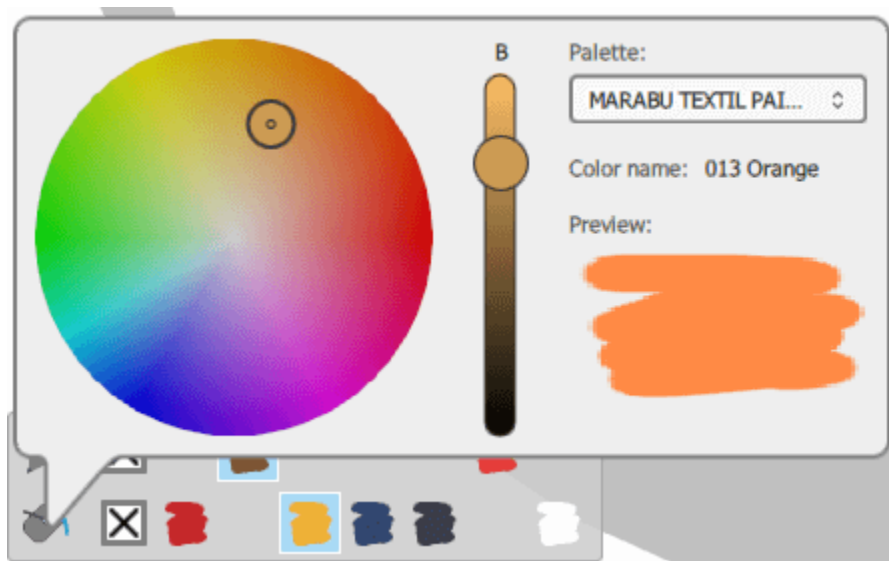 B
Palette:
MARABU TEXTIL PAI...
Color name: 013 Orange
Preview: